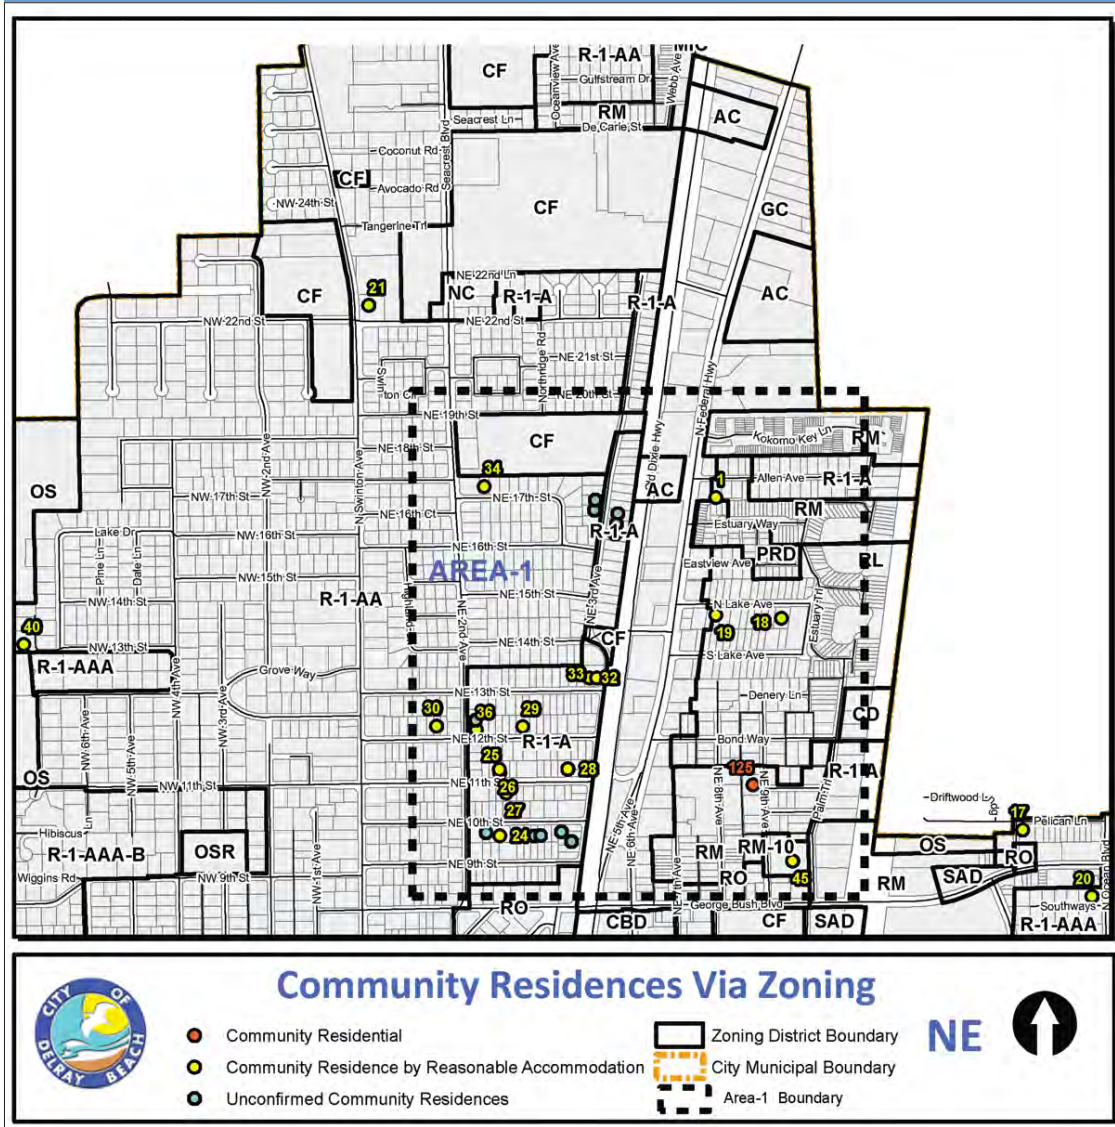 MIC
R-1-AA
Oceanview Ave
Webb Ave
CF
Gulfstream Dr
RM
AC
Seacrest Ln
De Carle St
Seacrest Blvd
Coconut Rd
CF
Avocado Rd
NW 24th St
CF
GC
Tangerine Trl
NE 22nd Ln
CF
21
NC
R-1-A
R-1-A
AC
NW 22nd St
NE 22nd St
Northridge Rd
NE 21st St
Swinton Cir
NE 20th St
N Federal Hwy
NE 19th St
Kokomo Key Ln
RM
NW 2nd Ave
NE 18th St
CF
Old Dixie Hwy
N Swinton Ave
34
OS
AC
1
Allen Ave
R-1-A
NW 17th St
NE 17th St
RM
NE 16th Ct
R-1-A
Estuary Way
Lake Dr
NW 16th St
NE 16th St
PRD
RL
Eastview Ave
Pine Ln
Dale Ln
AREA-1
NW 15th St
NE 3rd Ave
NE 15th St
R-1-AA
NW 14th St
NE 2nd Ave
N Lake Ave
18
19
Estuary Trl
40
NW 13th St
NE 14th St
CF
S Lake Ave
R-1-AAA
Grove Way
33
32
NE 13th St
Denery Ln
NW 4th Ave
NW 3rd Ave
30
36
29
CD
NW 6th Ave
NW 5th Ave
NE 12th St
R-1-A
Bond Way
25
28
125
R-1-A
OS
NW 11th St
NE 11th St
26
NE 8th Ave
NE 9th Ave
Palm Trl
27
Driftwood L
17
NE 10th St
24
NE 5th Ave
NE 6th Ave
Pelican Ln
Hibiscus Ln
R-1-AAA-B
OSR
NW 1st Ave
RM
RM-10
OS
RO
NE 9th St
NE 7th Ave
RO
45
RM
SAD
20
N Ocean Blvd
Wiggins Rd
NW 9th St
RO
CBD
George Bush Blvd
CF
SAD
Southways
R-1-AAA
CITY OF DELRAY BEACH
Community Residences Via Zoning
Community Residential
Community Residence by Reasonable Accommodation
Unconfirmed Community Residences
Zoning District Boundary
City Municipal Boundary
Area-1 Boundary
NE